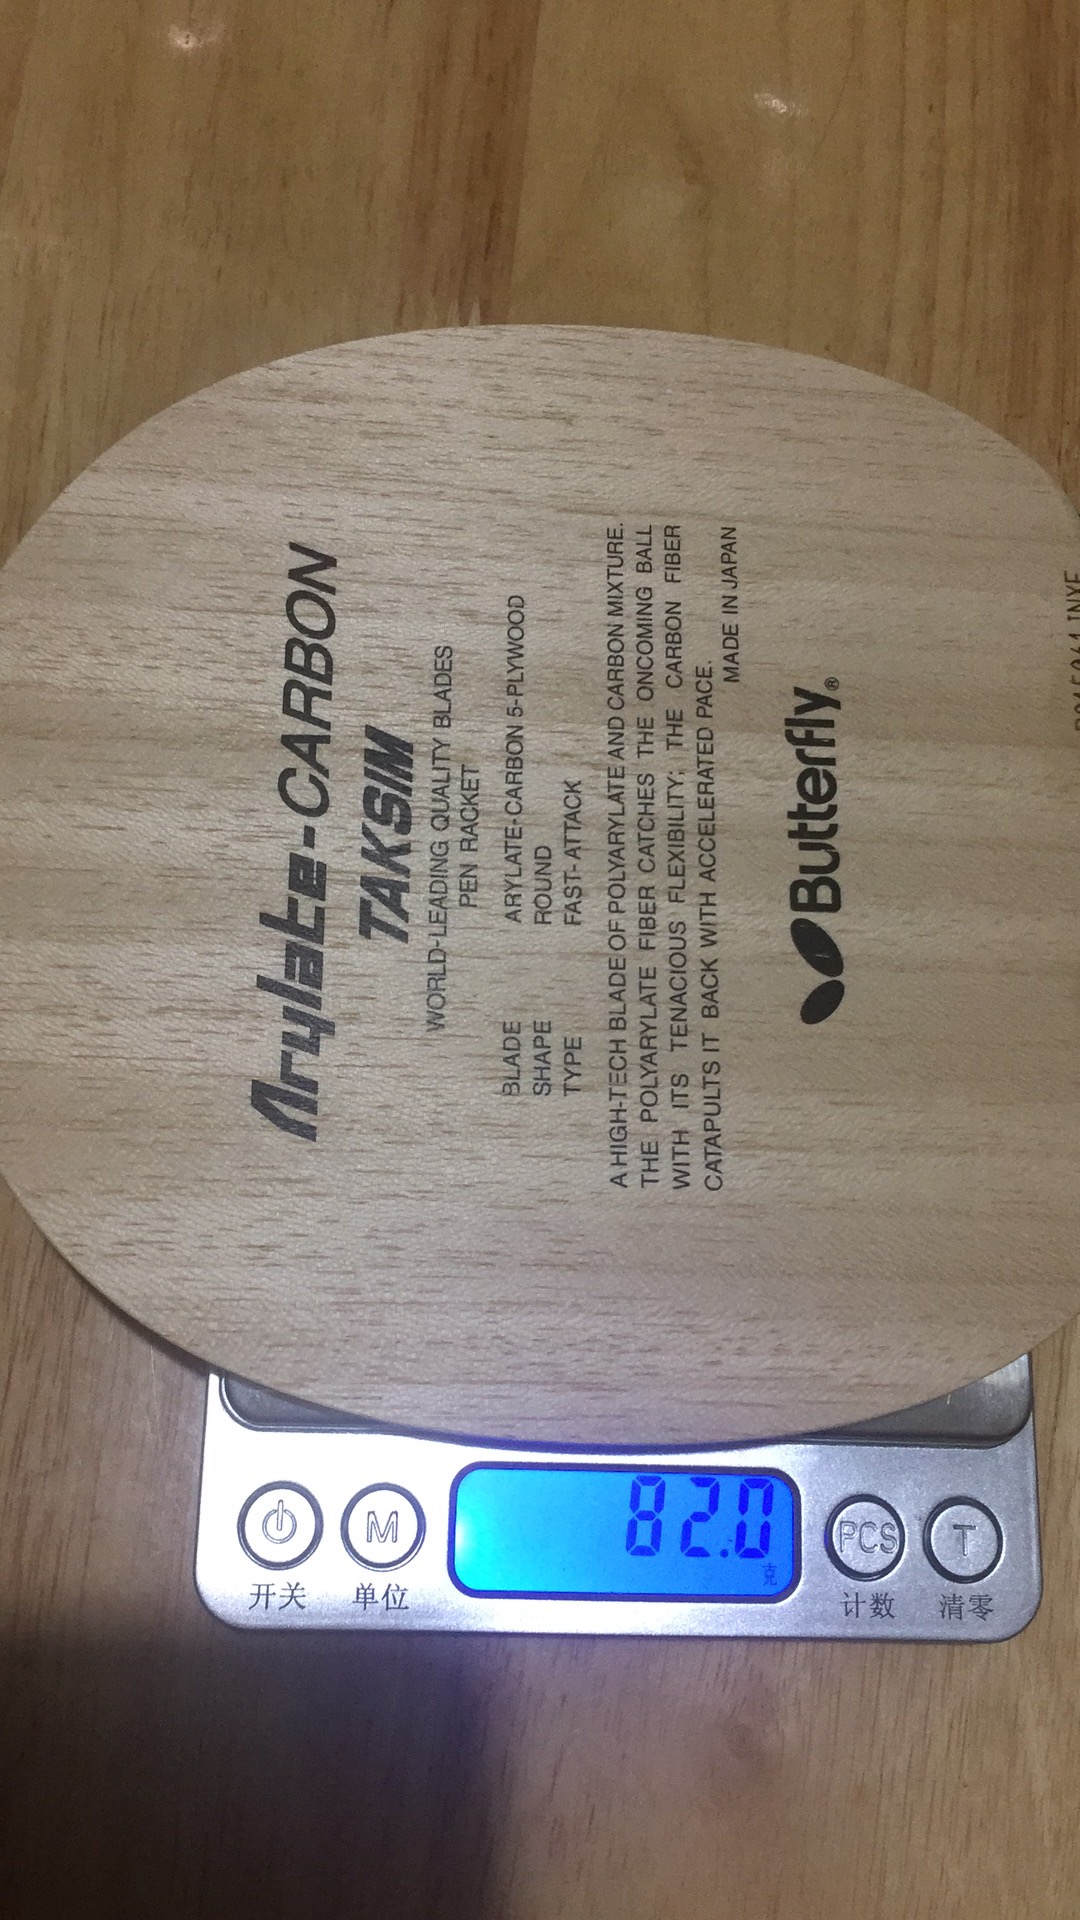 Arylate-CARBON
TAKSIM
WORLD-LEADING QUALITY BLADES
PEN RACKET
BLADE ARYLATE-CARBON 5-PLYWOOD
SHAPE ROUND
TYPE FAST-ATTACK
A HIGH-TECH BLADE OF POLYARYLATE AND CARBON MIXTURE.
THE POLYARYLATE FIBER CATCHES THE ONCOMING BALL
WITH ITS TENACIOUS FLEXIBILITY; THE CARBON FIBER
CATAPULTS IT BACK WITH ACCELERATED PACE.
MADE IN JAPAN
Butterfly®
82.0
克
M
PCS
T
开关
单位
计数
清零